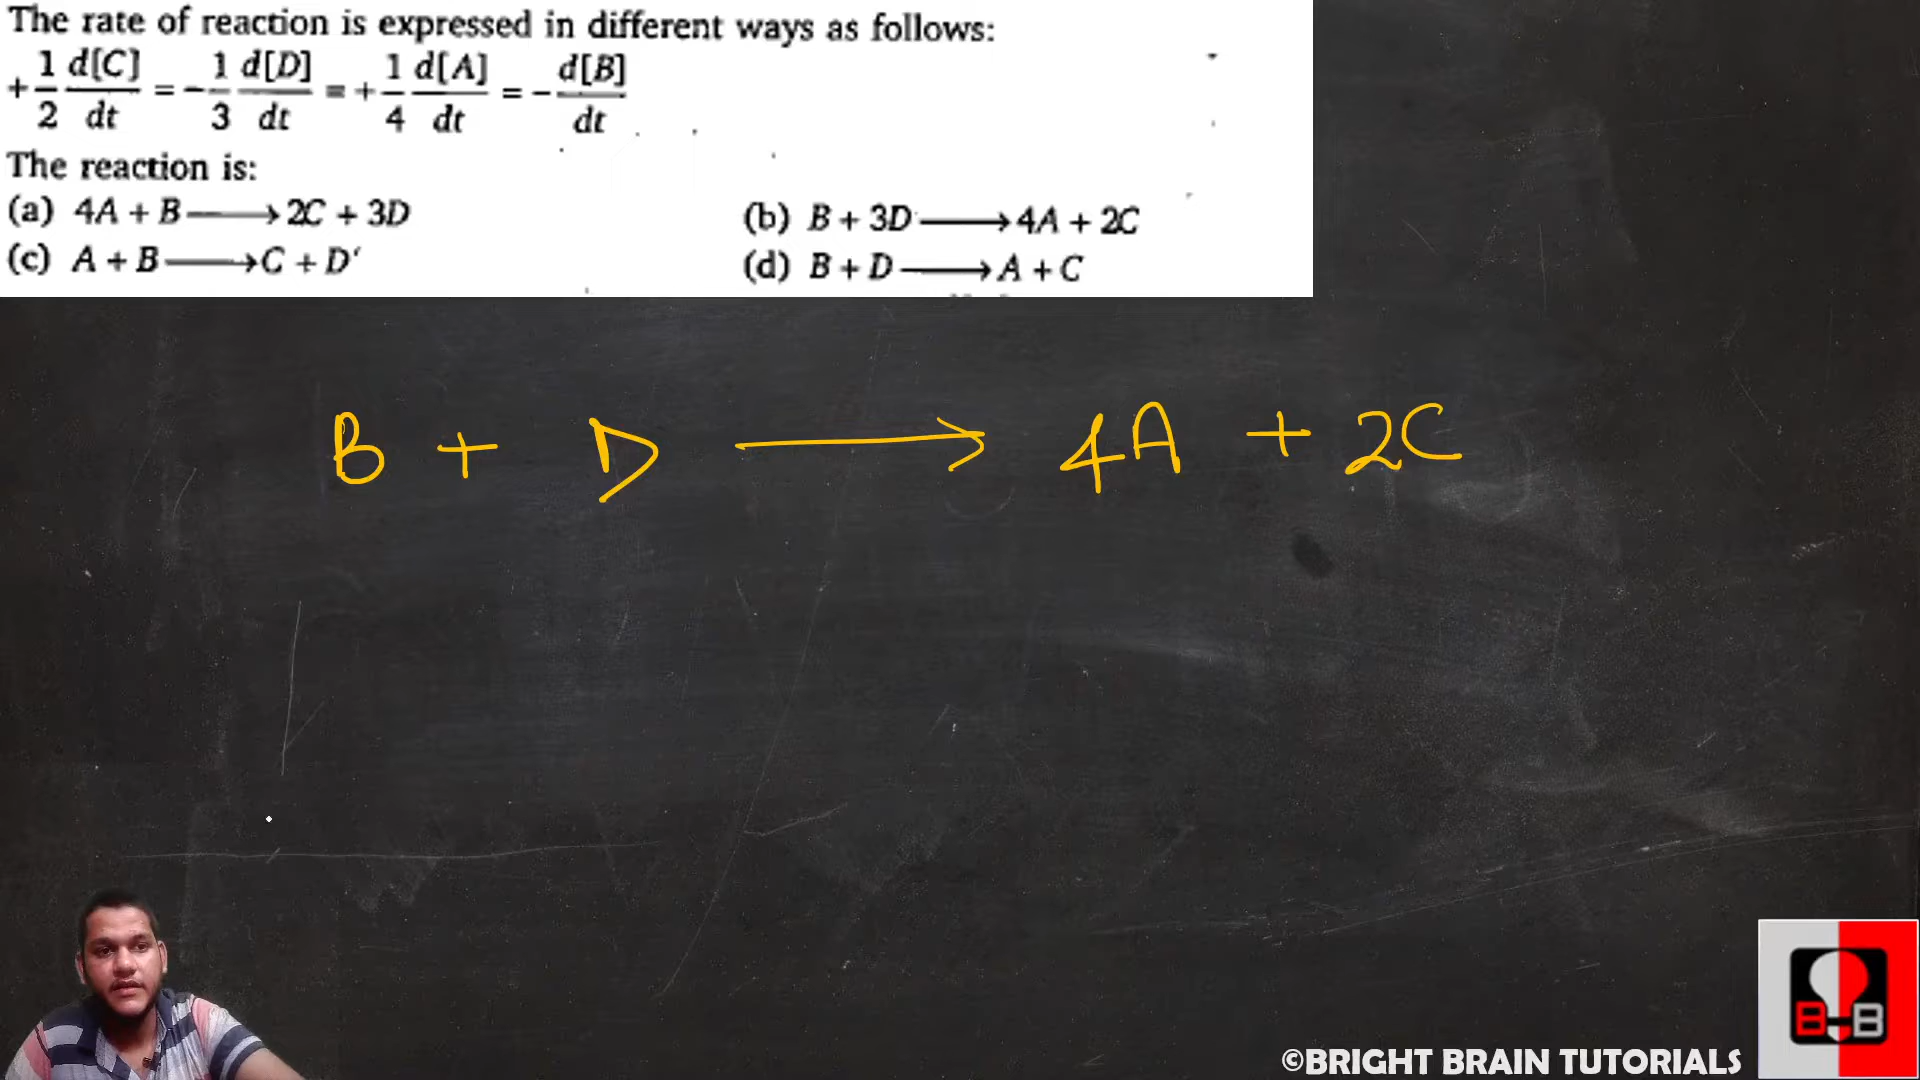 The rate of reaction is expressed in different ways as follows:
+ 1/2 d[C]/dt = - 1/3 d[D]/dt = + 1/4 d[A]/dt = - d[B]/dt
The reaction is:
(a) 4A + B ⟶ 2C + 3D (b) B + 3D ⟶ 4A + 2C
(c) A + B ⟶ C + D (d) B + D ⟶ A + C
B + D ⟶ 4A + 2C
B-B
©BRIGHT BRAIN TUTORIALS